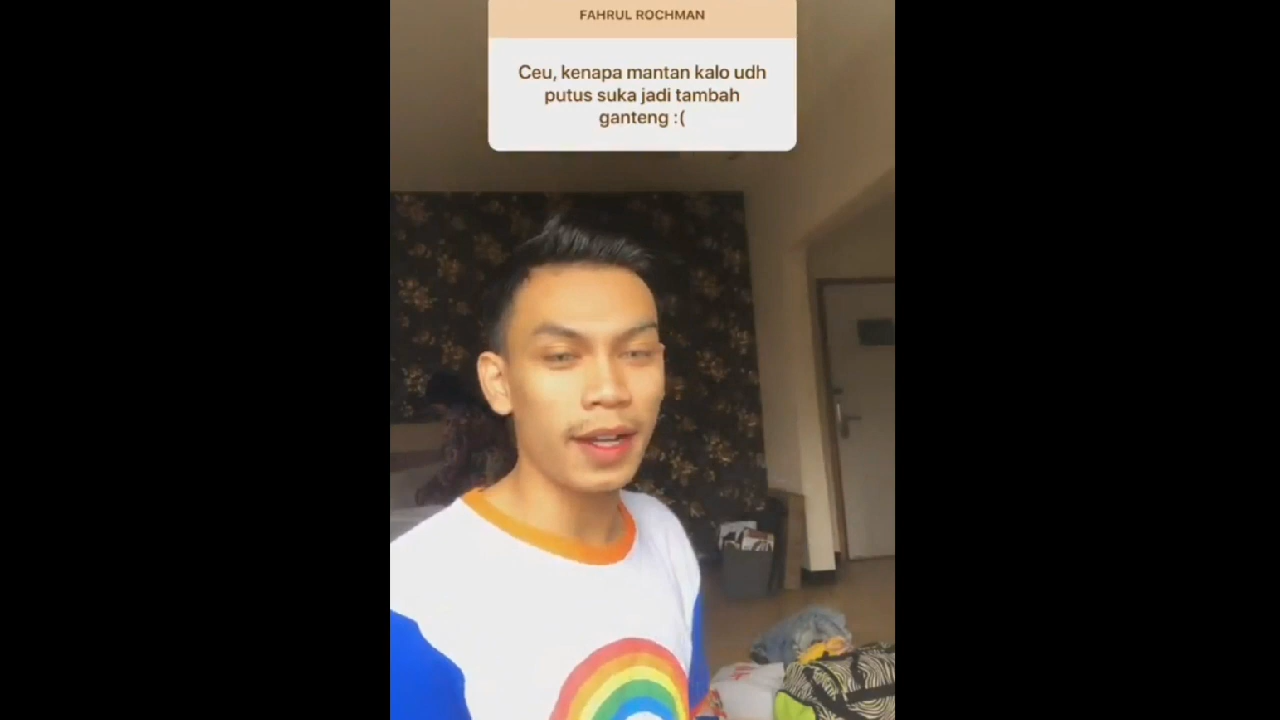 FAHRUL ROCHMAN
Ceu, kenapa mantan kalo udh
putus suka jadi tambah
ganteng :(